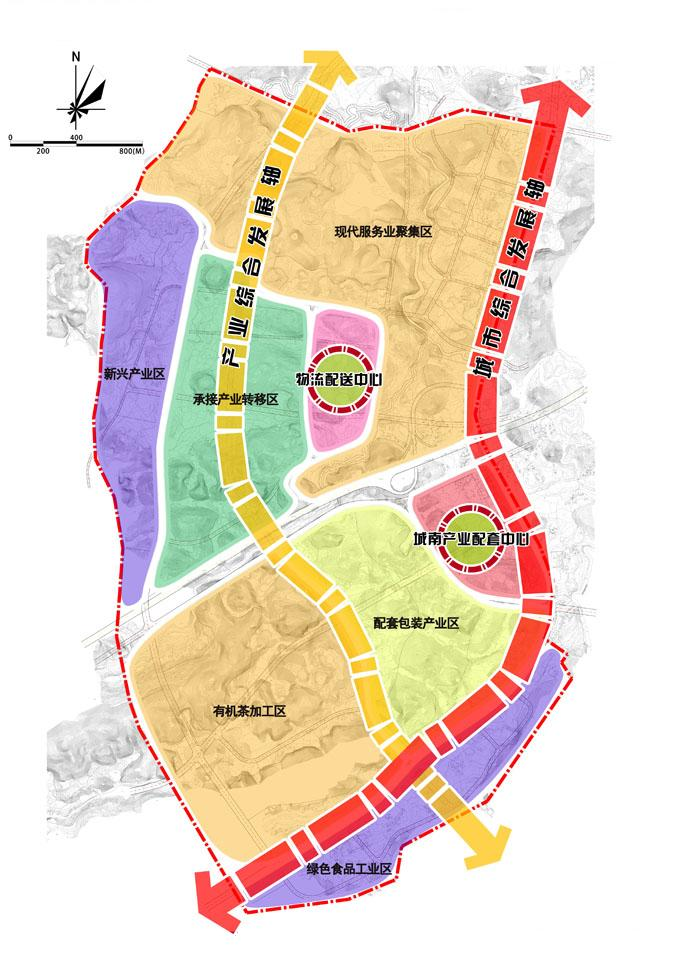 N
0 400
200 800(M)
产业综合发展轴
城市综合发展轴
现代服务业聚集区
新兴产业区
承接产业转移区
物流配送中心
城南产业配套中心
配套包装产业区
有机茶加工区
绿色食品工业区